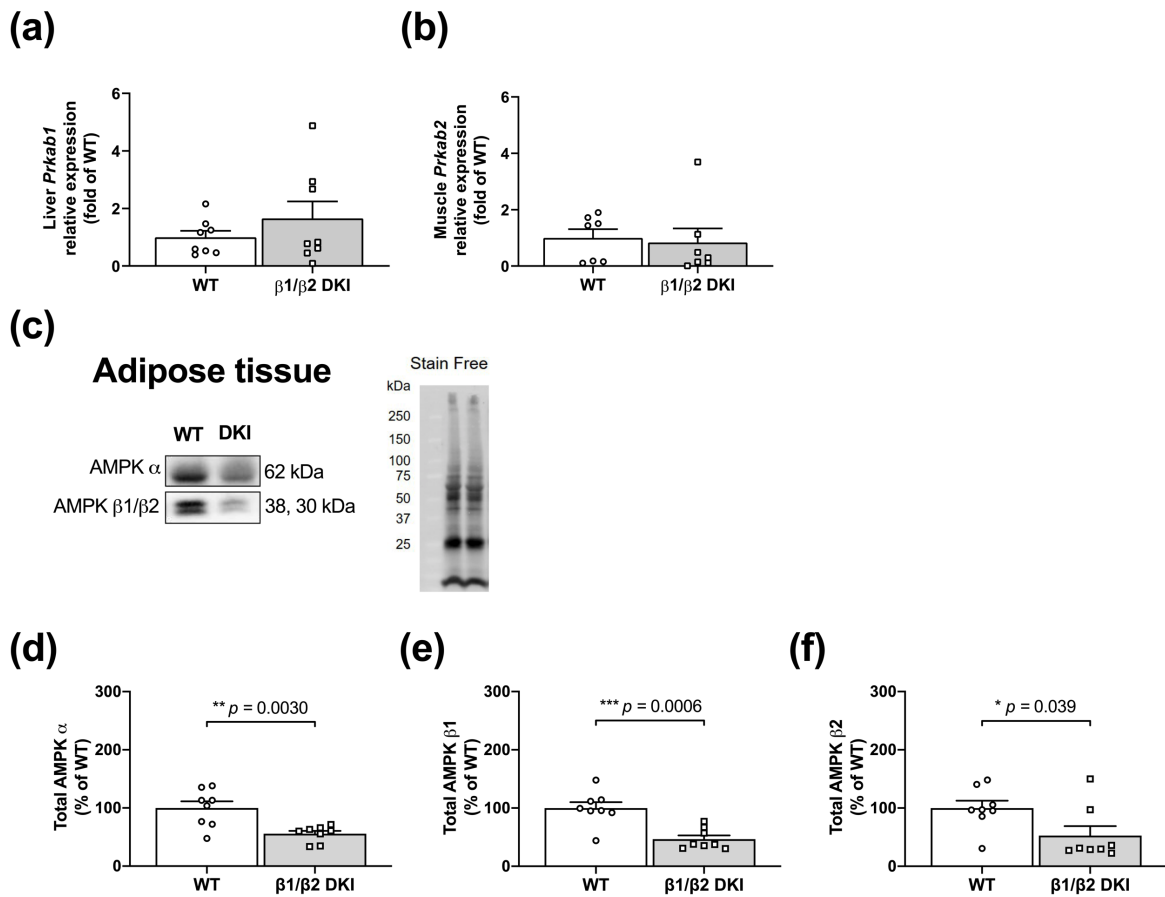 (a)
Liver Prkab1
relative expression
(fold of WT)
6
4
2
0
WT
β1/β2 DKI
(b)
Muscle Prkab2
relative expression
(fold of WT)
6
4
2
0
WT
β1/β2 DKI
(c)
Adipose tissue
WT DKI
AMPK α
62 kDa
AMPK β1/β2
38, 30 kDa
Stain Free
kDa
250
150
100
75
50
37
25
(d)
Total AMPK α
(% of WT)
300
200
100
0
** p = 0.0030
WT
β1/β2 DKI
(e)
Total AMPK β1
(% of WT)
300
200
100
0
*** p = 0.0006
WT
β1/β2 DKI
(f)
Total AMPK β2
(% of WT)
300
200
100
0
* p = 0.039
WT
β1/β2 DKI